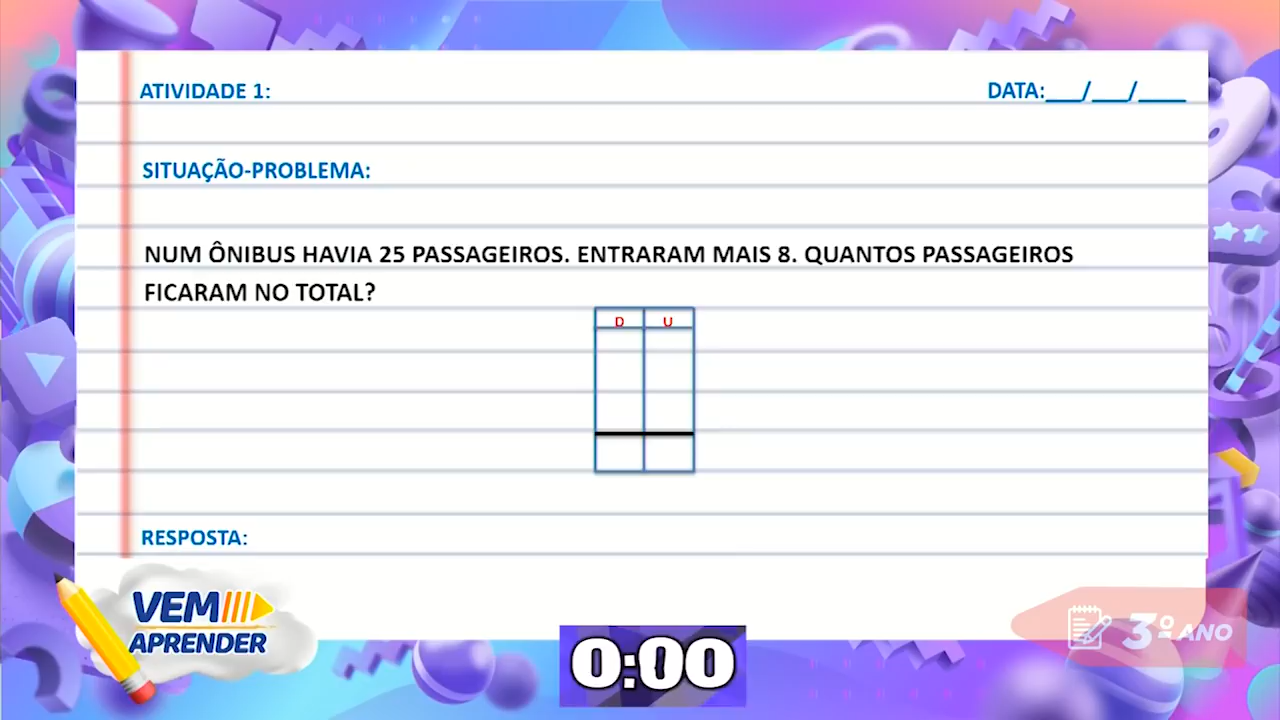 ATIVIDADE 1:
DATA:___/___/____
SITUAÇÃO-PROBLEMA:
NUM ÔNIBUS HAVIA 25 PASSAGEIROS. ENTRARAM MAIS 8. QUANTOS PASSAGEIROS
FICARAM NO TOTAL?
D U
RESPOSTA:
VEM
APRENDER
0:00
3º ANO